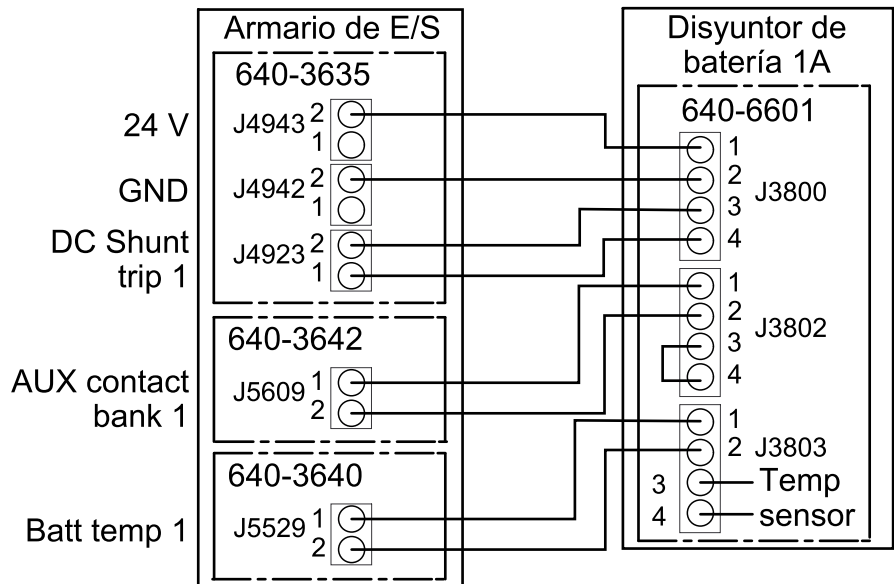 Armario de E/S
640-3635
24 V
J4943
2
1
GND
J4942
2
1
DC Shunt
trip 1
J4923
2
1
640-3642
AUX contact
bank 1
J5609
1
2
640-3640
Batt temp 1
J5529
1
2
Disyuntor de
batería 1A
640-6601
1
2
3
4
J3800
1
2
3
4
J3802
1
2
J3803
3
Temp
4
sensor